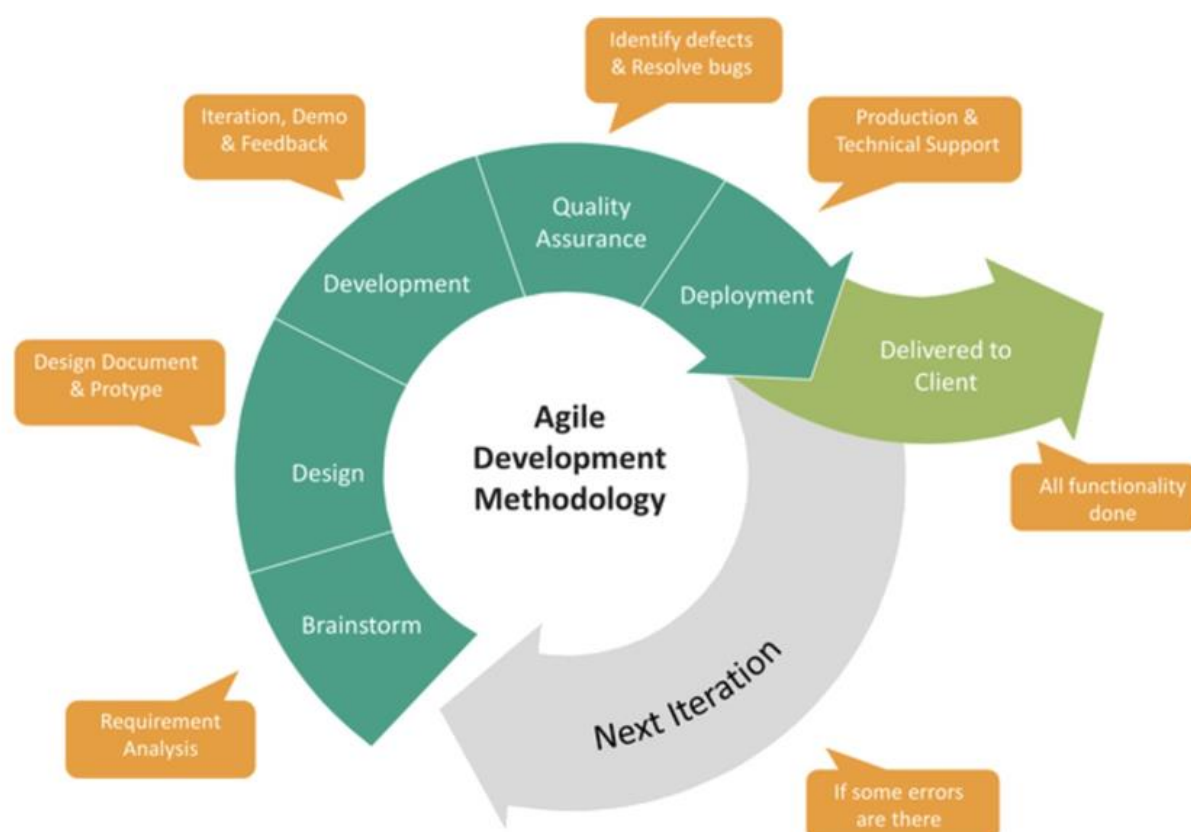 Identify defects
& Resolve bugs
Iteration, Demo
& Feedback
Production &
Technical Support
Quality
Assurance
Development
Deployment
Delivered to
Client
Design Document
& Protype
Agile
Development
Methodology
Design
All functionality
done
Brainstorm
Next Iteration
Requirement
Analysis
If some errors
are there